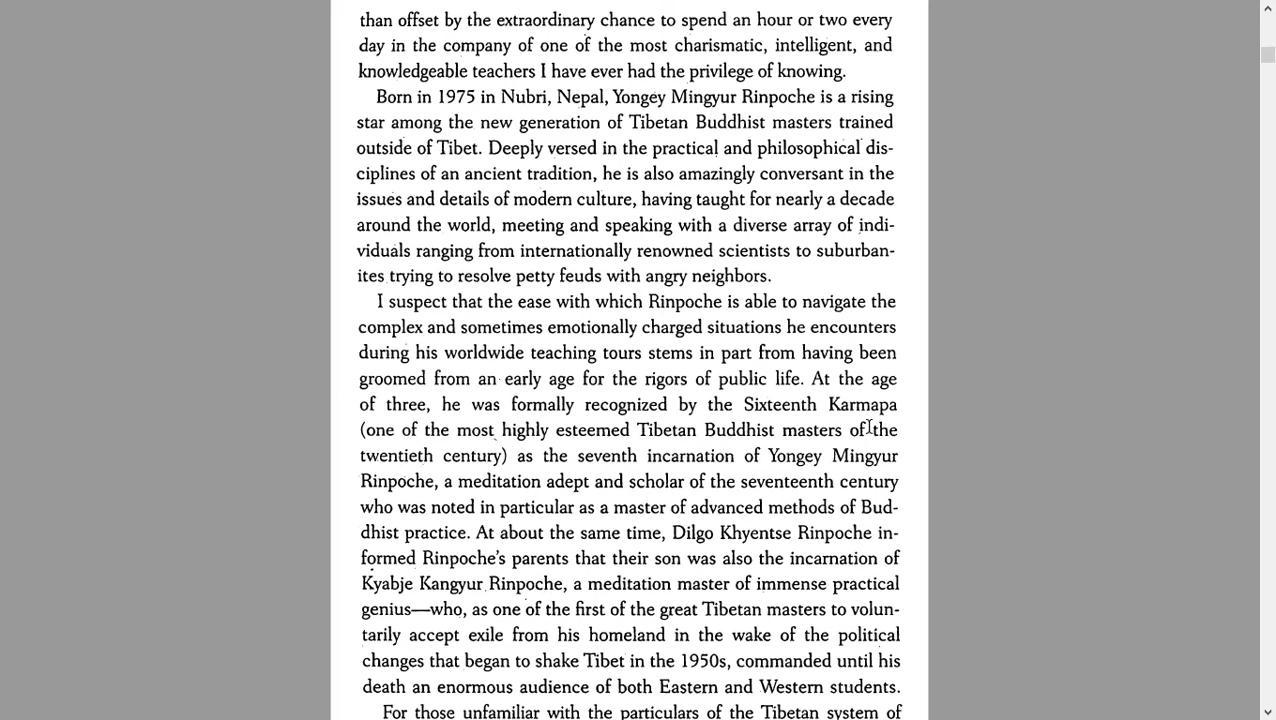 than offset by the extraordinary chance to spend an hour or two every
day in the company of one of the most charismatic, intelligent, and
knowledgeable teachers I have ever had the privilege of knowing.
Born in 1975 in Nubri, Nepal, Yongey Mingyur Rinpoche is a rising
star among the new generation of Tibetan Buddhist masters trained
outside of Tibet. Deeply versed in the practical and philosophical dis-
ciplines of an ancient tradition, he is also amazingly conversant in the
issues and details of modern culture, having taught for nearly a decade
around the world, meeting and speaking with a diverse array of indi-
viduals ranging from internationally renowned scientists to suburban-
ites trying to resolve petty feuds with angry neighbors.
I suspect that the ease with which Rinpoche is able to navigate the
complex and sometimes emotionally charged situations he encounters
during his worldwide teaching tours stems in part from having been
groomed from an early age for the rigors of public life. At the age
of three, he was formally recognized by the Sixteenth Karmapa
(one of the most highly esteemed Tibetan Buddhist masters of the
twentieth century) as the seventh incarnation of Yongey Mingyur
Rinpoche, a meditation adept and scholar of the seventeenth century
who was noted in particular as a master of advanced methods of Bud-
dhist practice. At about the same time, Dilgo Khyentse Rinpoche in-
formed Rinpoche's parents that their son was also the incarnation of
Kyabje Kangyur Rinpoche, a meditation master of immense practical
genius—who, as one of the first of the great Tibetan masters to volun-
tarily accept exile from his homeland in the wake of the political
changes that began to shake Tibet in the 1950s, commanded until his
death an enormous audience of both Eastern and Western students.
For those unfamiliar with the particulars of the Tibetan system of